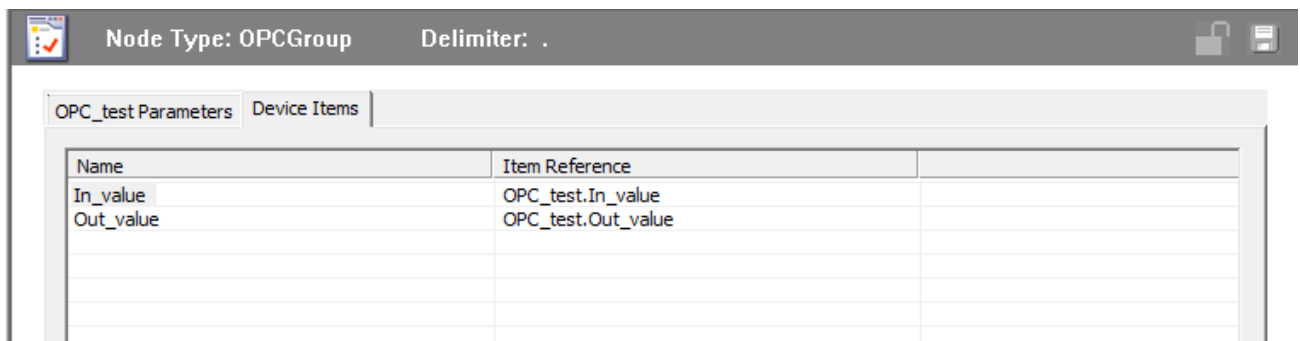 Node Type: OPCGroup Delimiter: .
OPC_test Parameters Device Items
Name Item Reference
In_value OPC_test.In_value
Out_value OPC_test.Out_value